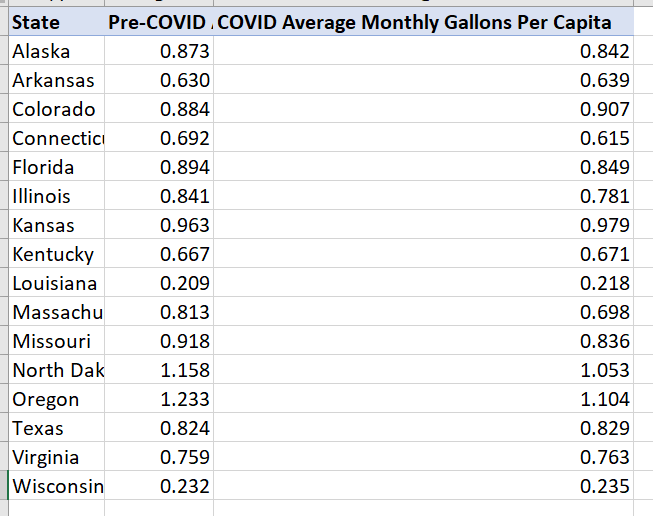 State Pre-COVID COVID Average Monthly Gallons Per Capita
Alaska 0.873 0.842
Arkansas 0.630 0.639
Colorado 0.884 0.907
Connecticu 0.692 0.615
Florida 0.894 0.849
Illinois 0.841 0.781
Kansas 0.963 0.979
Kentucky 0.667 0.671
Louisiana 0.209 0.218
Massachu 0.813 0.698
Missouri 0.918 0.836
North Dak 1.158 1.053
Oregon 1.233 1.104
Texas 0.824 0.829
Virginia 0.759 0.763
Wisconsin 0.232 0.235